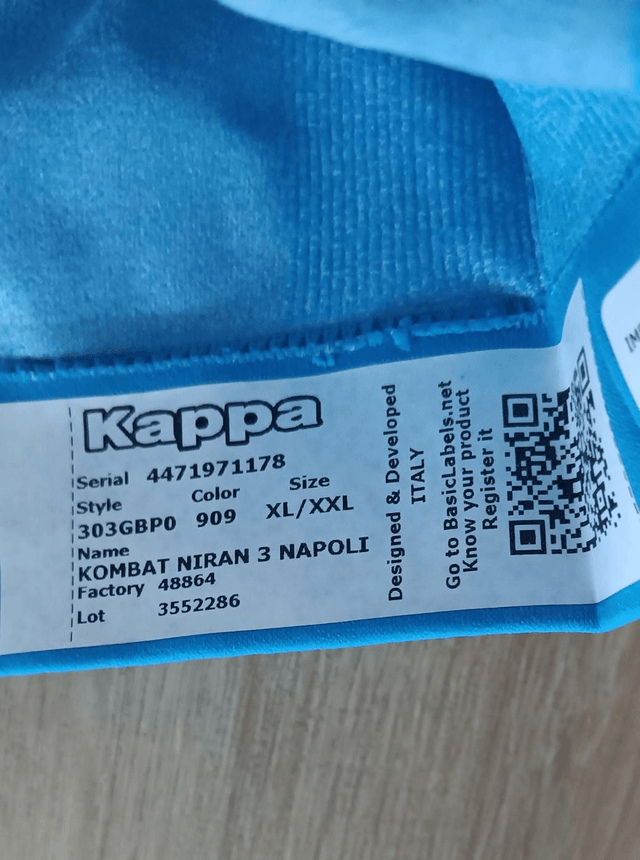 Kappa
Serial 4471971178
Style Color Size
303GBP0 909 XL/XXL
Name
KOMBAT NIRAN 3 NAPOLI
Factory 48864
Lot 3552286
Designed & Developed
ITALY
Go to BasicLabels.net
Know your product
Register it